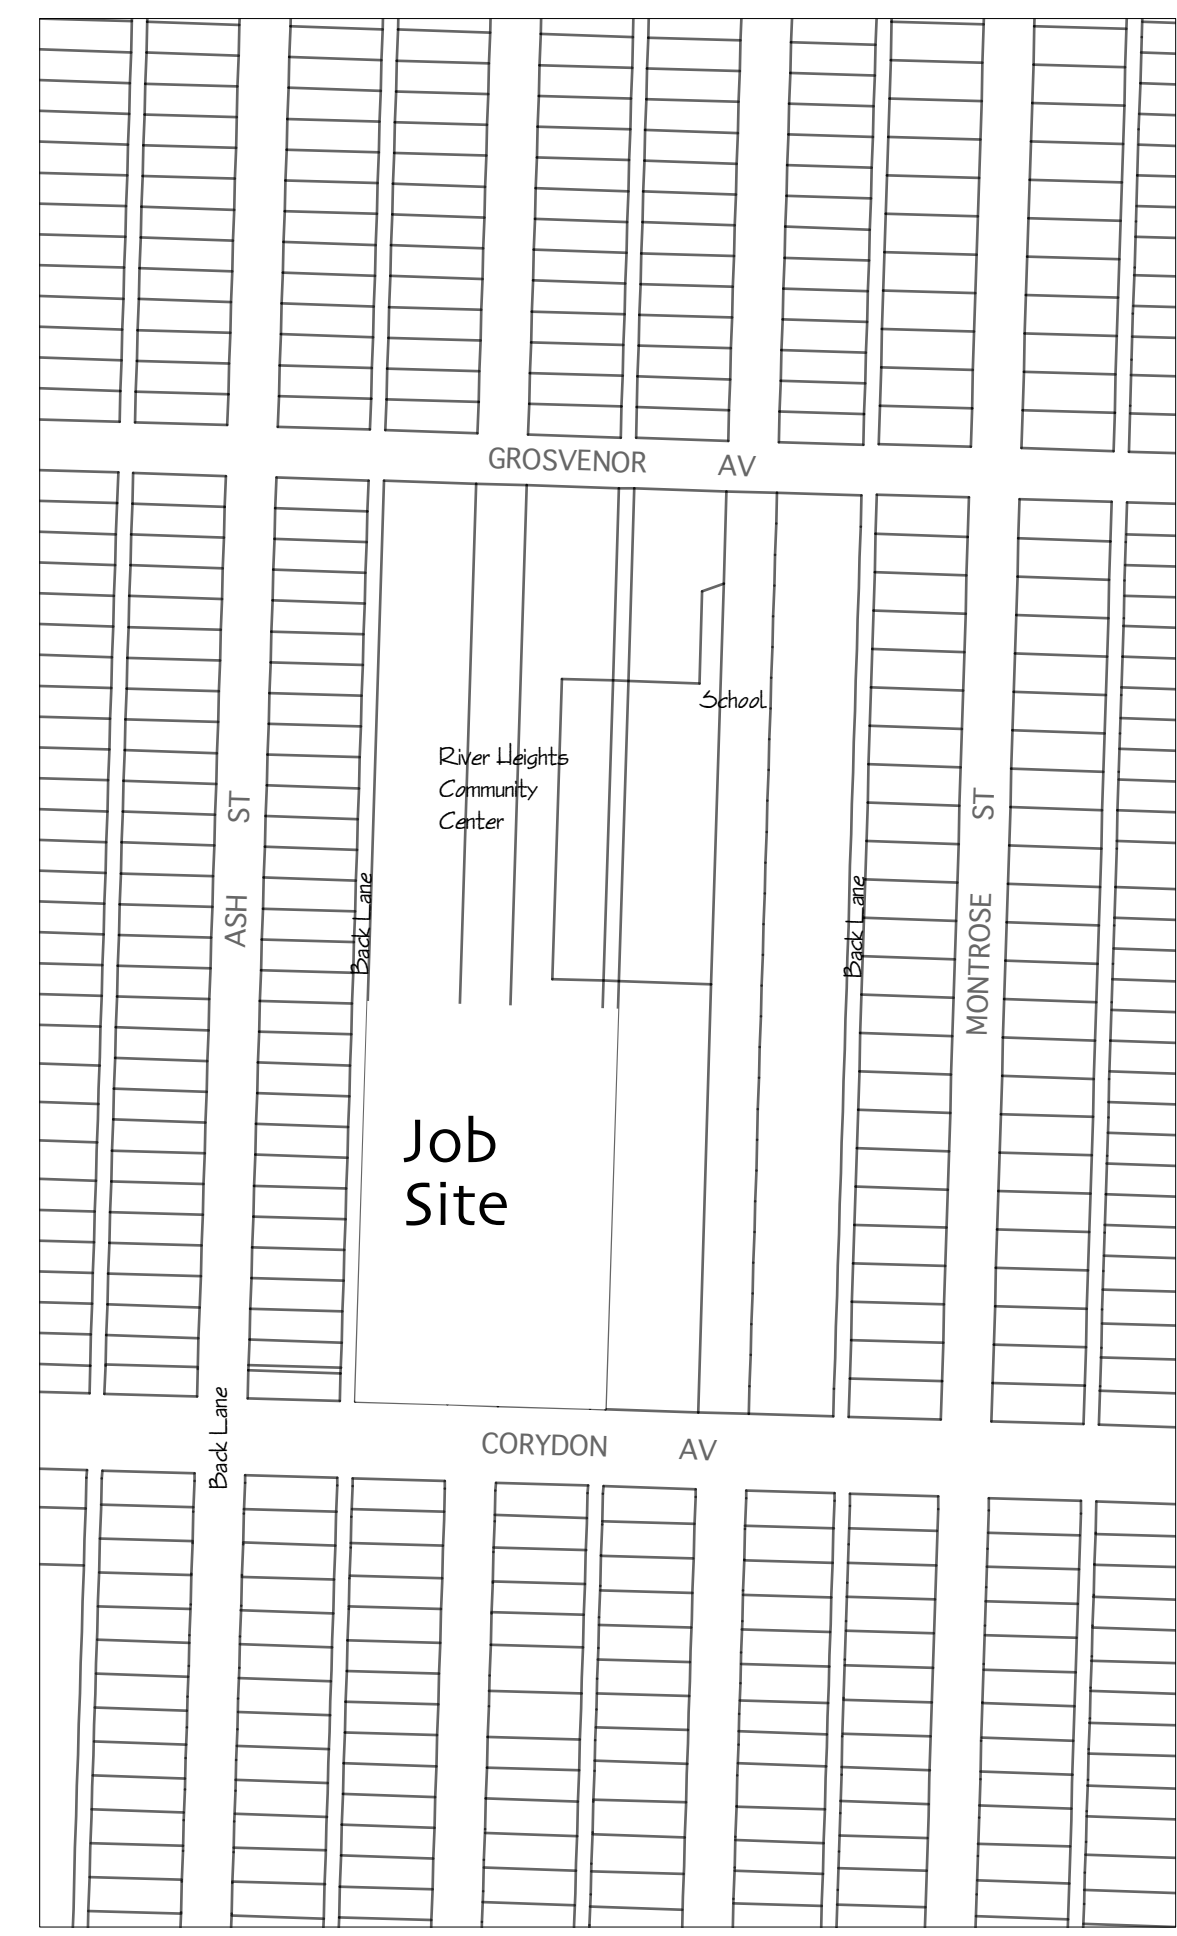 GROSVENOR AV
School
River Heights
Community
Center
ASH ST
MONTROSE ST
Back Lane
Back Lane
Job
Site
Back Lane
CORYDON AV